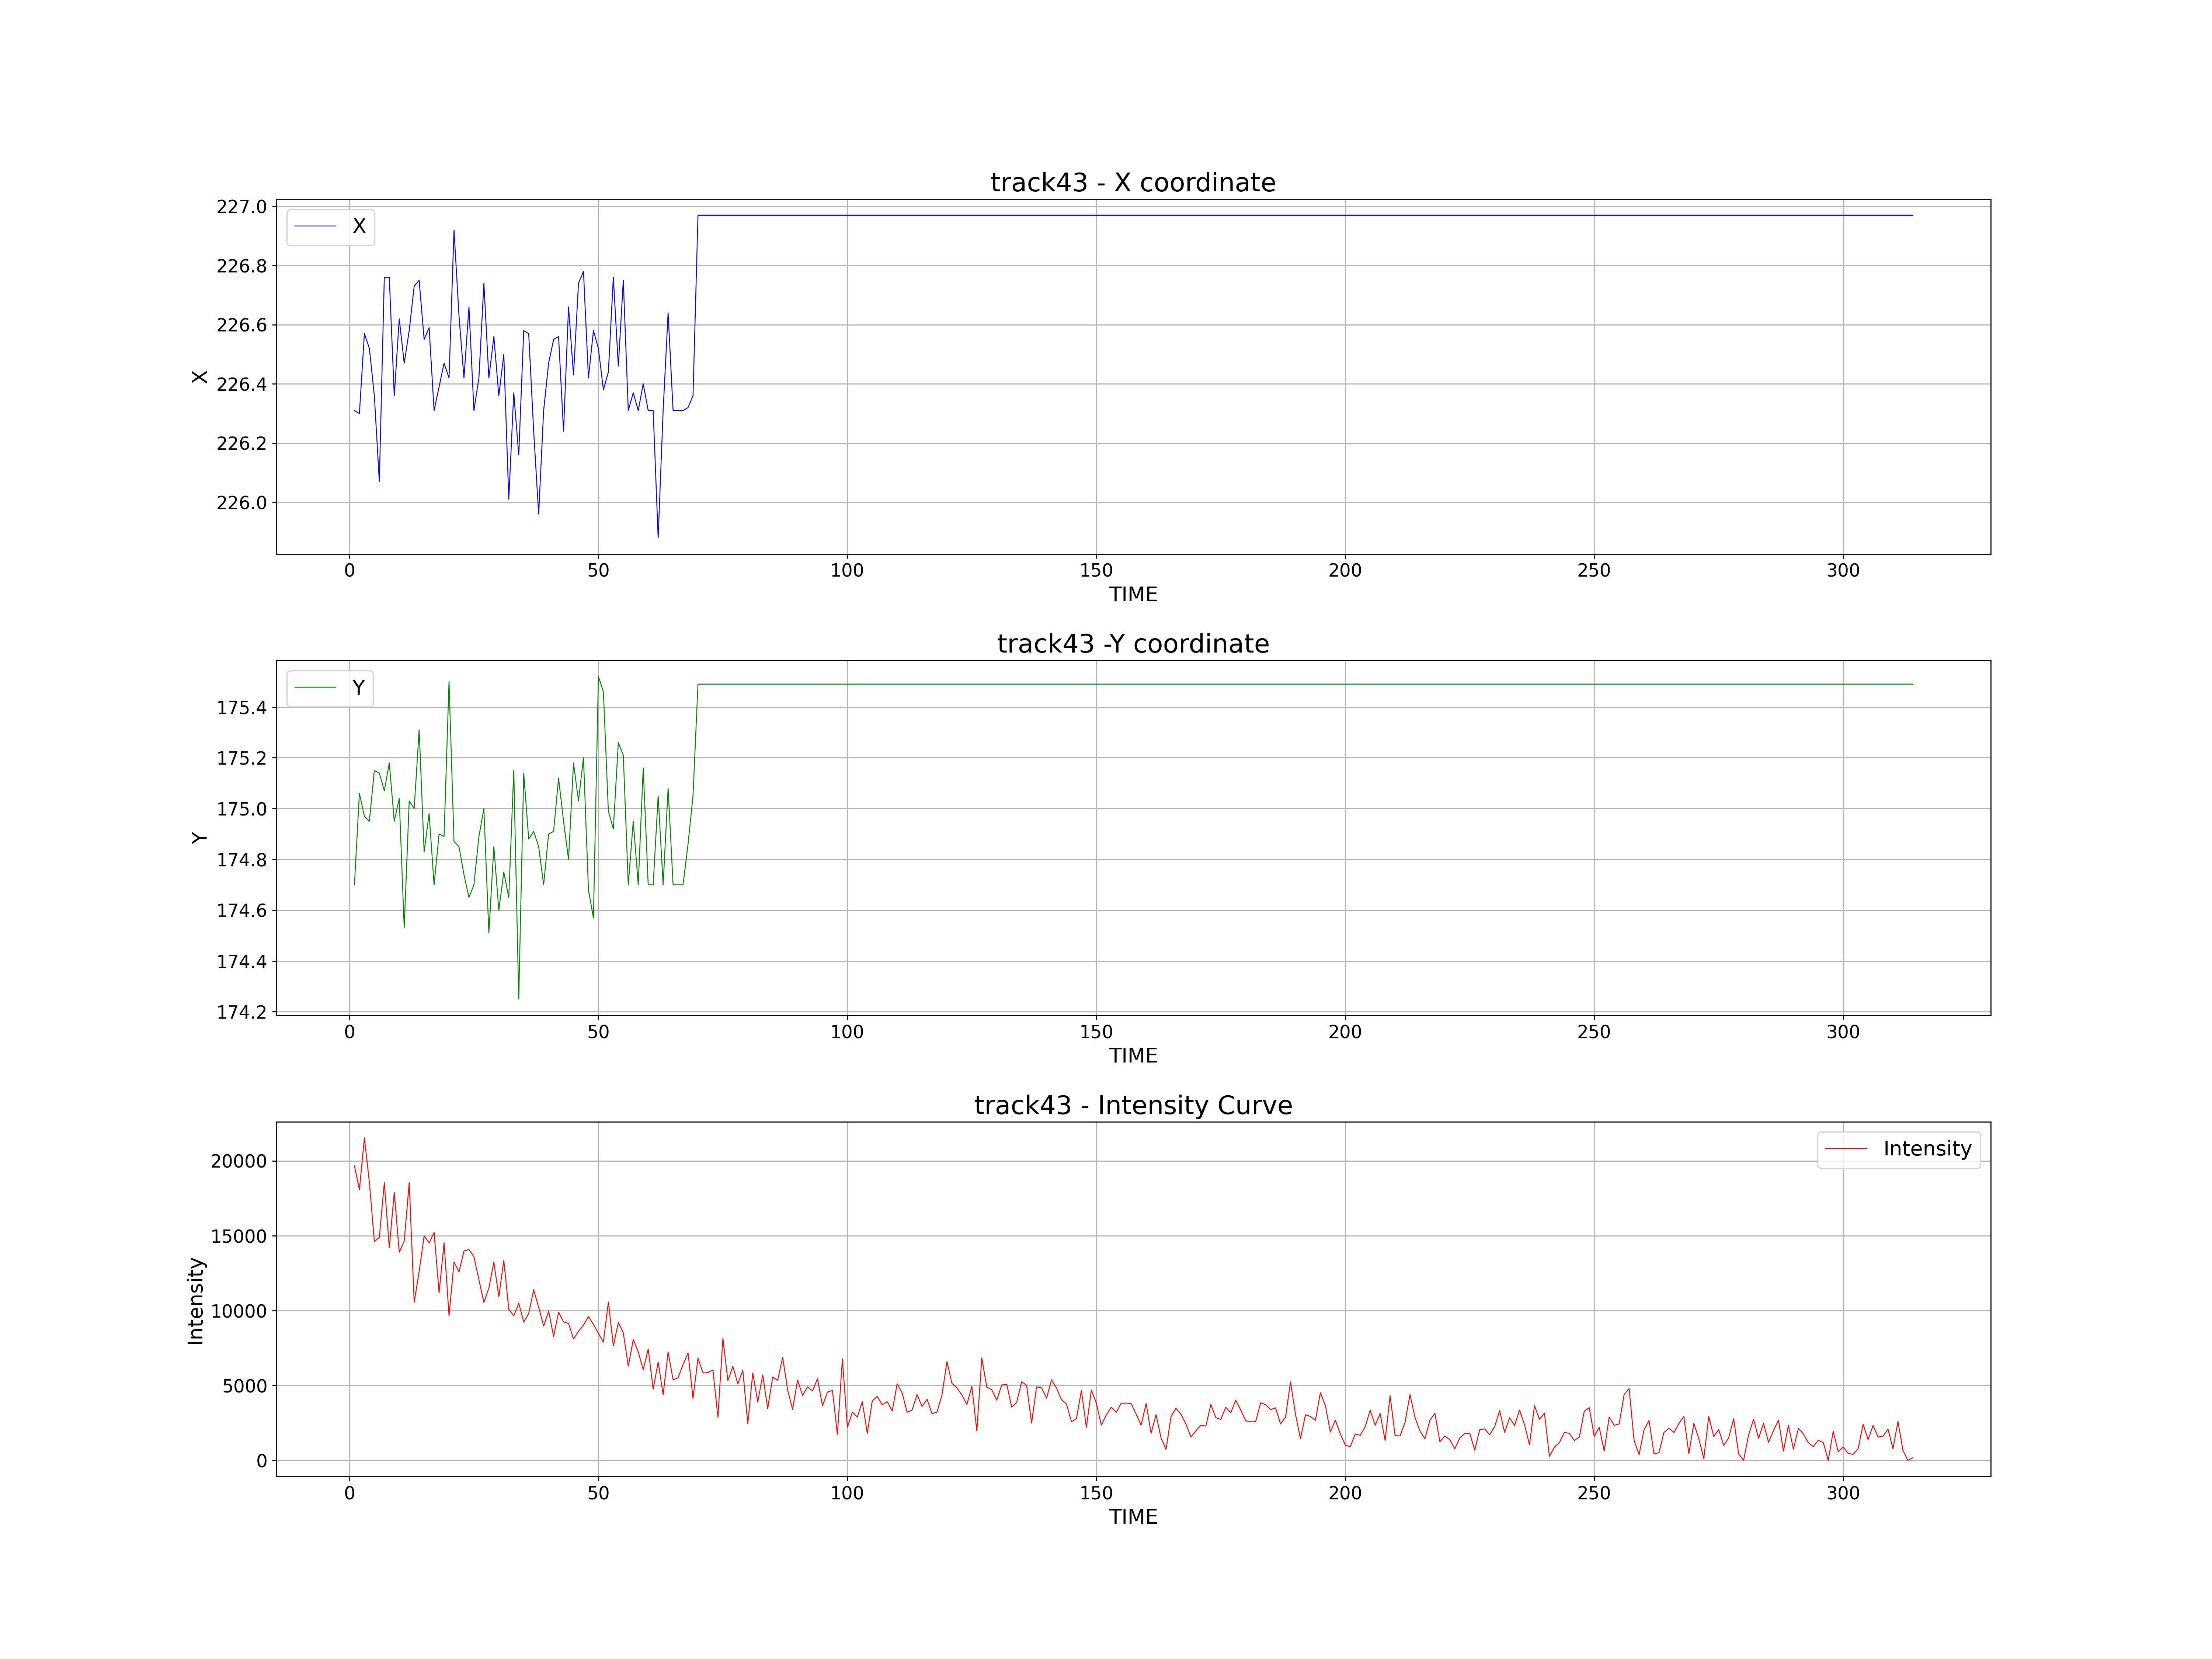 track43 - X coordinate
227.0
226.8
226.6
226.4
226.2
226.0
X
X
0 50 100 150 200 250 300
TIME
track43 -Y coordinate
175.4
175.2
175.0
174.8
174.6
174.4
174.2
Y
Y
0 50 100 150 200 250 300
TIME
track43 - Intensity Curve
20000
15000
10000
5000
0
Intensity
Intensity
0 50 100 150 200 250 300
TIME